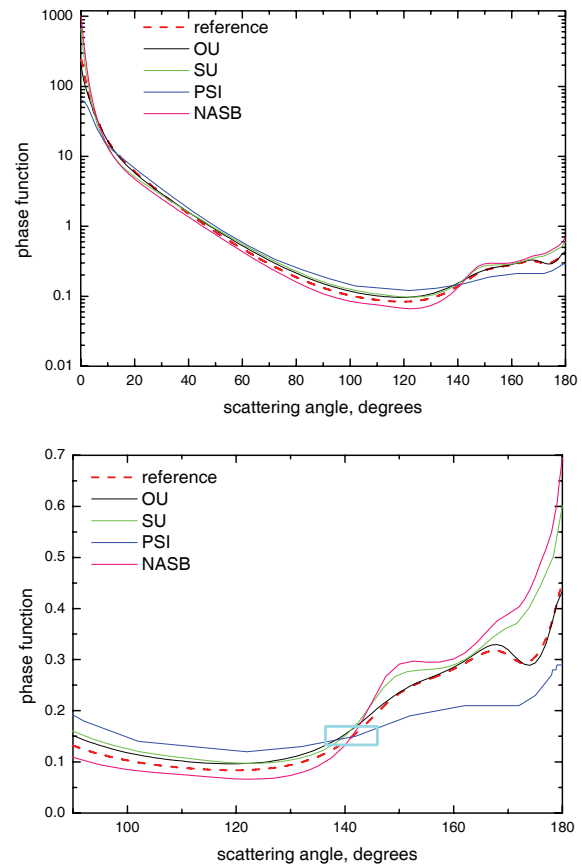 1000
100
10
1
0.1
0.01
phase function
reference
OU
SU
PSI
NASB
0 20 40 60 80 100 120 140 160 180
scattering angle, degrees
0.7
0.6
0.5
0.4
0.3
0.2
0.1
0.0
phase function
reference
OU
SU
PSI
NASB
100 120 140 160 180
scattering angle, degrees